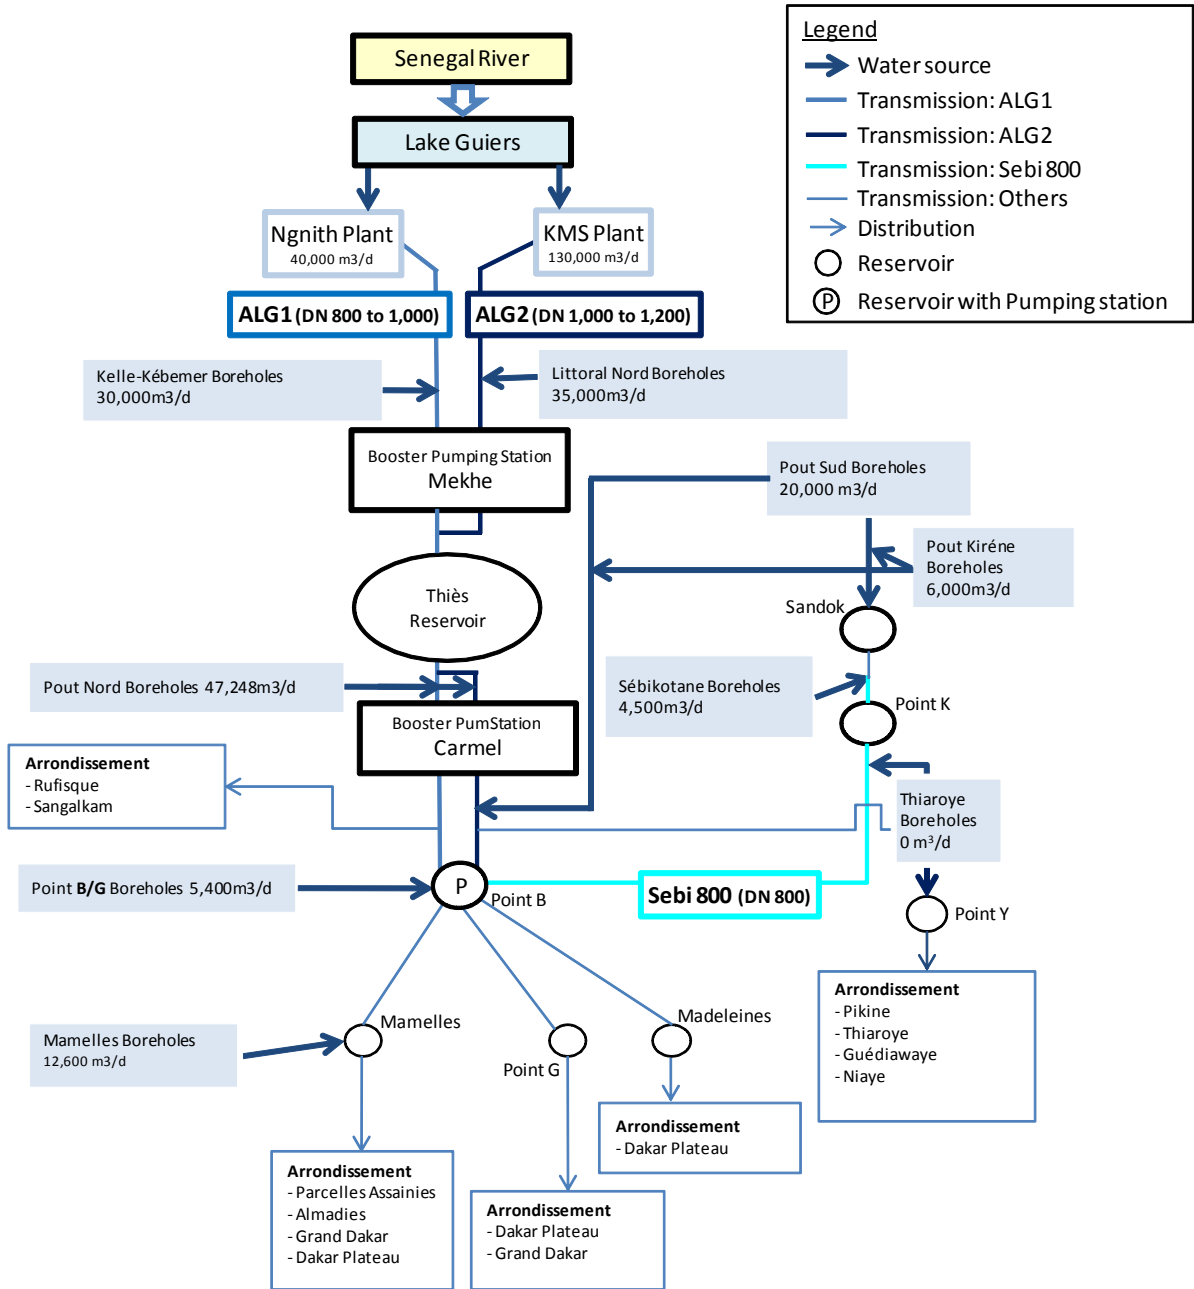 Senegal River
Lake Guiers
Legend
Water source
Transmission: ALG1
Transmission: ALG2
Transmission: Sebi 800
Transmission: Others
Distribution
Reservoir
P
Reservoir with Pumping station
Ngnith Plant
40,000 m3/d
KMS Plant
130,000 m3/d
ALG1 (DN 800 to 1,000)
ALG2 (DN 1,000 to 1,200)
Kelle-Kébemer Boreholes
30,000m3/d
Littoral Nord Boreholes
35,000m3/d
Booster Pumping Station
Mekhe
Pout Sud Boreholes
20,000 m3/d
Pout Kiréne
Boreholes
6,000m3/d
Thiès
Reservoir
Sandok
Pout Nord Boreholes 47,248m3/d
Sébikotane Boreholes
4,500m3/d
Point K
Booster PumStation
Carmel
Arrondissement
- Rufisque
- Sangalkam
Thiaroye
Boreholes
0 m³/d
Point B/G Boreholes 5,400m3/d
P
Point B
Sebi 800 (DN 800)
Point Y
Arrondissement
- Pikine
- Thiaroye
- Guédiawaye
- Niaye
Mamelles Boreholes
12,600 m3/d
Mamelles
Point G
Madeleines
Arrondissement
- Dakar Plateau
Arrondissement
- Parcelles Assainies
- Almadies
- Grand Dakar
- Dakar Plateau
Arrondissement
- Dakar Plateau
- Grand Dakar